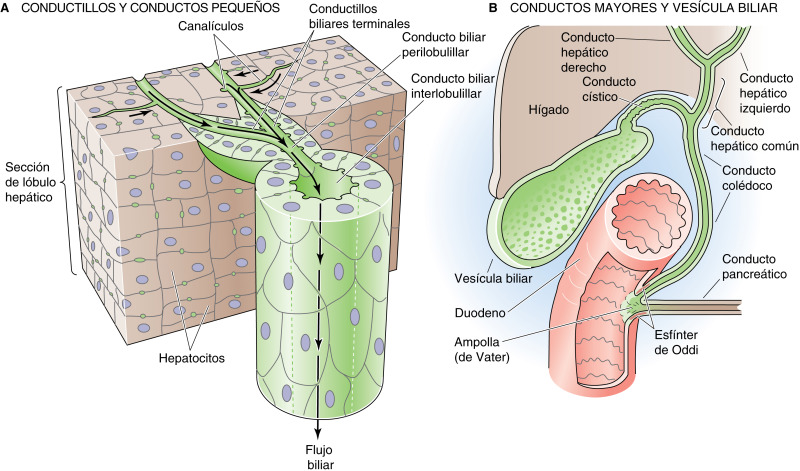 A CONDUCTILLOS Y CONDUCTOS PEQUEÑOS
Canalículos
Conductillos
biliares terminales
Conducto biliar
perilobulillar
Conducto biliar
interlobulillar
Sección
de lóbulo
hepático
Hepatocitos
Flujo
biliar
B CONDUCTOS MAYORES Y VESÍCULA BILIAR
Conducto
hepático
derecho
Conducto
cístico
Hígado
Conducto
hepático
izquierdo
Conducto
hepático común
Conducto
colédoco
Conducto
pancreático
Vesícula biliar
Duodeno
Ampolla
(de Vater)
Esfínter
de Oddi